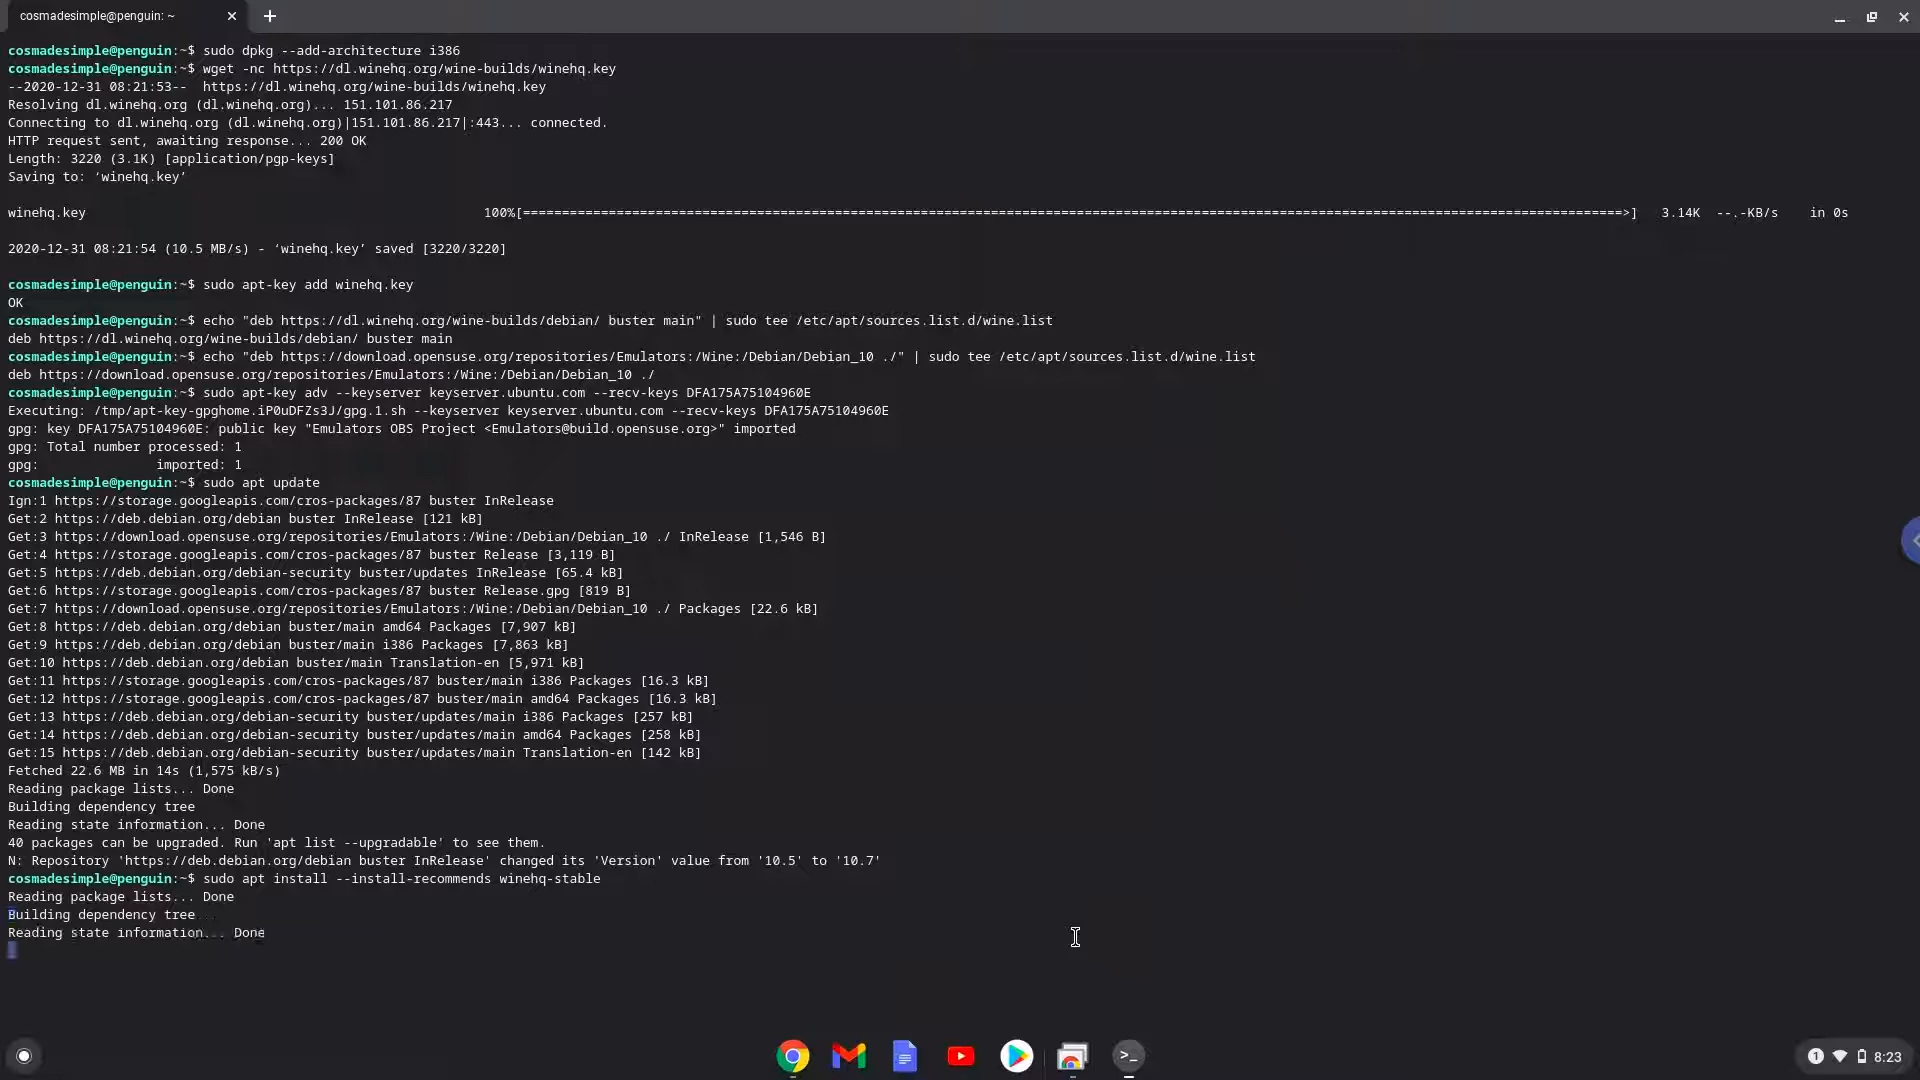 cosmadesimple@penguin: ~
cosmadesimple@penguin:~$ sudo dpkg --add-architecture i386
cosmadesimple@penguin:~$ wget -nc https://dl.winehq.org/wine-builds/winehq.key
--2020-12-31 08:21:53--  https://dl.winehq.org/wine-builds/winehq.key
Resolving dl.winehq.org (dl.winehq.org)... 151.101.86.217
Connecting to dl.winehq.org (dl.winehq.org)|151.101.86.217|:443... connected.
HTTP request sent, awaiting response... 200 OK
Length: 3220 (3.1K) [application/pgp-keys]
Saving to: ‘winehq.key’
winehq.key 100%[=============================================================================================================================================>] 3.14K --.-KB/s in 0s
2020-12-31 08:21:54 (10.5 MB/s) - ‘winehq.key’ saved [3220/3220]
cosmadesimple@penguin:~$ sudo apt-key add winehq.key
OK
cosmadesimple@penguin:~$ echo "deb https://dl.winehq.org/wine-builds/debian/ buster main" | sudo tee /etc/apt/sources.list.d/wine.list
deb https://dl.winehq.org/wine-builds/debian/ buster main
cosmadesimple@penguin:~$ echo "deb https://download.opensuse.org/repositories/Emulators:/Wine:/Debian/Debian_10 ./" | sudo tee /etc/apt/sources.list.d/wine.list
deb https://download.opensuse.org/repositories/Emulators:/Wine:/Debian/Debian_10 ./
cosmadesimple@penguin:~$ sudo apt-key adv --keyserver keyserver.ubuntu.com --recv-keys DFA175A75104960E
Executing: /tmp/apt-key-gpghome.iP0uDFZs3J/gpg.1.sh --keyserver keyserver.ubuntu.com --recv-keys DFA175A75104960E
gpg: key DFA175A75104960E: public key "Emulators OBS Project <Emulators@build.opensuse.org>" imported
gpg: Total number processed: 1
gpg:               imported: 1
cosmadesimple@penguin:~$ sudo apt update
Ign:1 https://storage.googleapis.com/cros-packages/87 buster InRelease
Get:2 https://deb.debian.org/debian buster InRelease [121 kB]
Get:3 https://download.opensuse.org/repositories/Emulators:/Wine:/Debian/Debian_10 ./ InRelease [1,546 B]
Get:4 https://storage.googleapis.com/cros-packages/87 buster Release [3,119 B]
Get:5 https://deb.debian.org/debian-security buster/updates InRelease [65.4 kB]
Get:6 https://storage.googleapis.com/cros-packages/87 buster Release.gpg [819 B]
Get:7 https://download.opensuse.org/repositories/Emulators:/Wine:/Debian/Debian_10 ./ Packages [22.6 kB]
Get:8 https://deb.debian.org/debian buster/main amd64 Packages [7,907 kB]
Get:9 https://deb.debian.org/debian buster/main i386 Packages [7,863 kB]
Get:10 https://deb.debian.org/debian buster/main Translation-en [5,971 kB]
Get:11 https://storage.googleapis.com/cros-packages/87 buster/main i386 Packages [16.3 kB]
Get:12 https://storage.googleapis.com/cros-packages/87 buster/main amd64 Packages [16.3 kB]
Get:13 https://deb.debian.org/debian-security buster/updates/main i386 Packages [257 kB]
Get:14 https://deb.debian.org/debian-security buster/updates/main amd64 Packages [258 kB]
Get:15 https://deb.debian.org/debian-security buster/updates/main Translation-en [142 kB]
Fetched 22.6 MB in 14s (1,575 kB/s)
Reading package lists... Done
Building dependency tree
Reading state information... Done
40 packages can be upgraded. Run 'apt list --upgradable' to see them.
N: Repository 'https://deb.debian.org/debian buster InRelease' changed its 'Version' value from '10.5' to '10.7'
cosmadesimple@penguin:~$ sudo apt install --install-recommends winehq-stable
Reading package lists... Done
Building dependency tree
Reading state information... Done
1 8:23